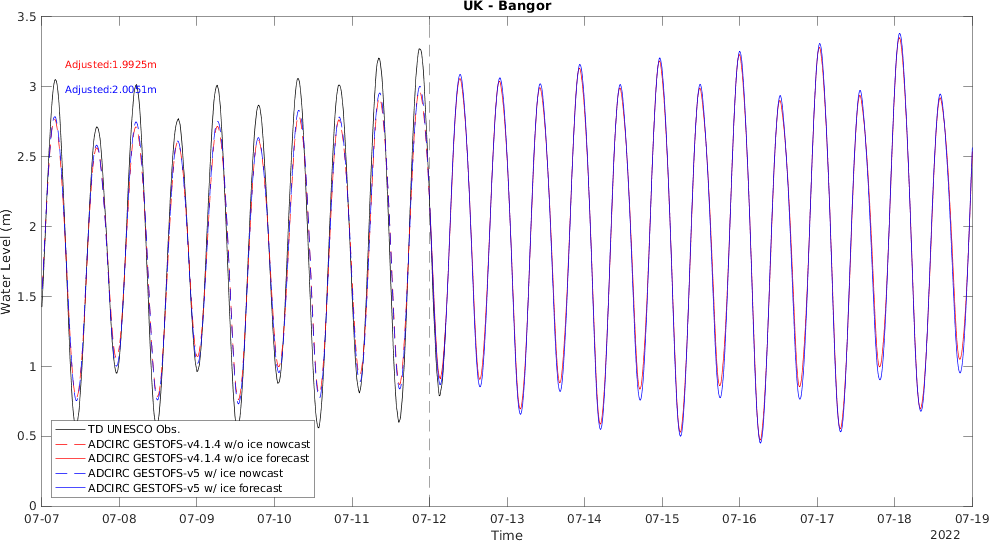 UK - Bangor
3.5
3
2.5
2
1.5
1
0.5
0
Water Level (m)
Adjusted:1.9925m
Adjusted:2.0051m
TD UNESCO Obs.
ADCIRC GESTOFS-v4.1.4 w/o ice nowcast
ADCIRC GESTOFS-v4.1.4 w/o ice forecast
ADCIRC GESTOFS-v5 w/ ice nowcast
ADCIRC GESTOFS-v5 w/ ice forecast
07-07 07-08 07-09 07-10 07-11 07-12 07-13 07-14 07-15 07-16 07-17 07-18 07-19
Time
2022